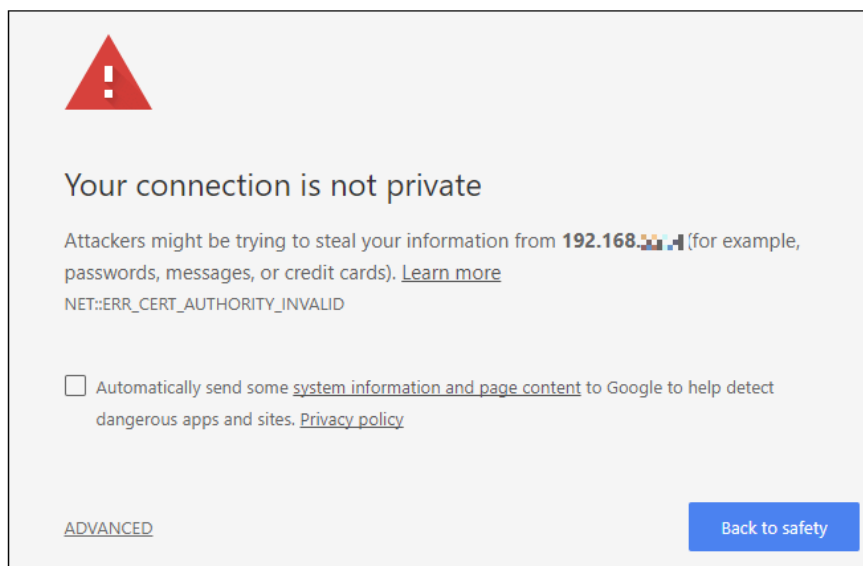 Your connection is not private
Attackers might be trying to steal your information from 192.168. (for example,
passwords, messages, or credit cards). Learn more
NET::ERR_CERT_AUTHORITY_INVALID
Automatically send some system information and page content to Google to help detect
dangerous apps and sites. Privacy policy
ADVANCED
Back to safety